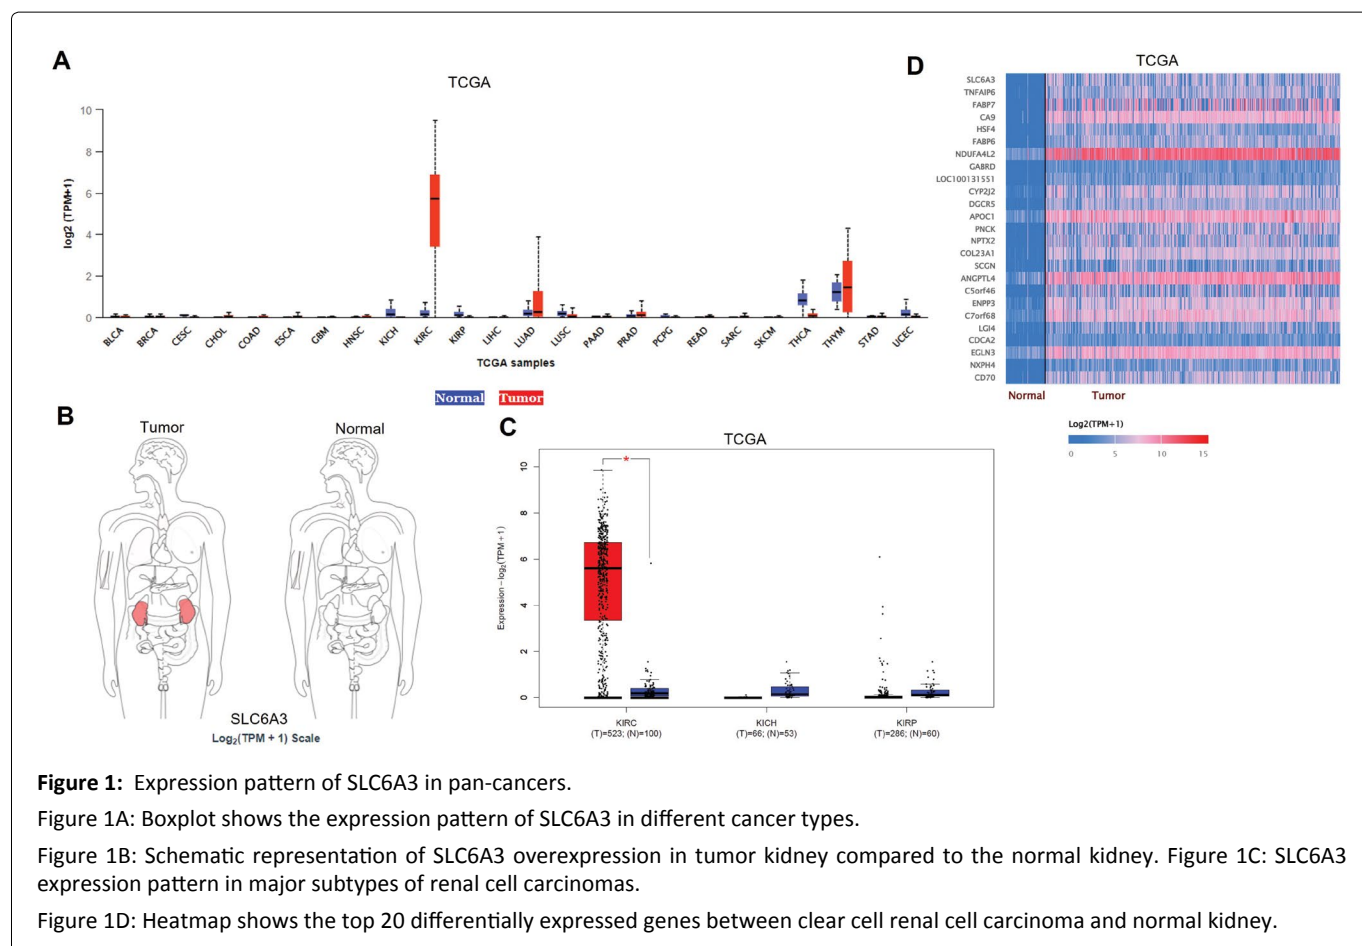 A
TCGA
10
8
6
4
2
0
log2 (TPM+1)
BLCA
BRCA
CESC
CHOL
COAD
ESCA
GBM
HNSC
KICH
KIRC
KIRP
LIHC
LUAD
LUSC
PAAD
PRAD
PCPG
READ
SARC
SKCM
THCA
THYM
STAD
UCEC
TCGA samples
Normal Tumor
D
TCGA
SLC6A3
TNFAIP6
FABP7
CA9
HSF4
FABP6
NDUFA4L2
GABRD
LOC100131551
CYP2J2
DGCR5
APOC1
PNCK
NPTX2
COL23A1
SCGN
ANGPTL4
C5orf46
ENPP3
C7orf68
LGI4
CDCA2
EGLN3
NXPH4
CD70
Normal Tumor
Log2(TPM+1)
0 5 10 15
B
Tumor Normal
SLC6A3
Log2(TPM + 1) Scale
C
TCGA
*
10
8
6
4
2
0
Expression – log2(TPM + 1)
KIRC
(T)=523; (N)=100)
KICH
(T)=66; (N)=53)
KIRP
(T)=286; (N)=60)
Figure 1: Expression pattern of SLC6A3 in pan-cancers.
Figure 1A: Boxplot shows the expression pattern of SLC6A3 in different cancer types.
Figure 1B: Schematic representation of SLC6A3 overexpression in tumor kidney compared to the normal kidney. Figure 1C: SLC6A3
expression pattern in major subtypes of renal cell carcinomas.
Figure 1D: Heatmap shows the top 20 differentially expressed genes between clear cell renal cell carcinoma and normal kidney.